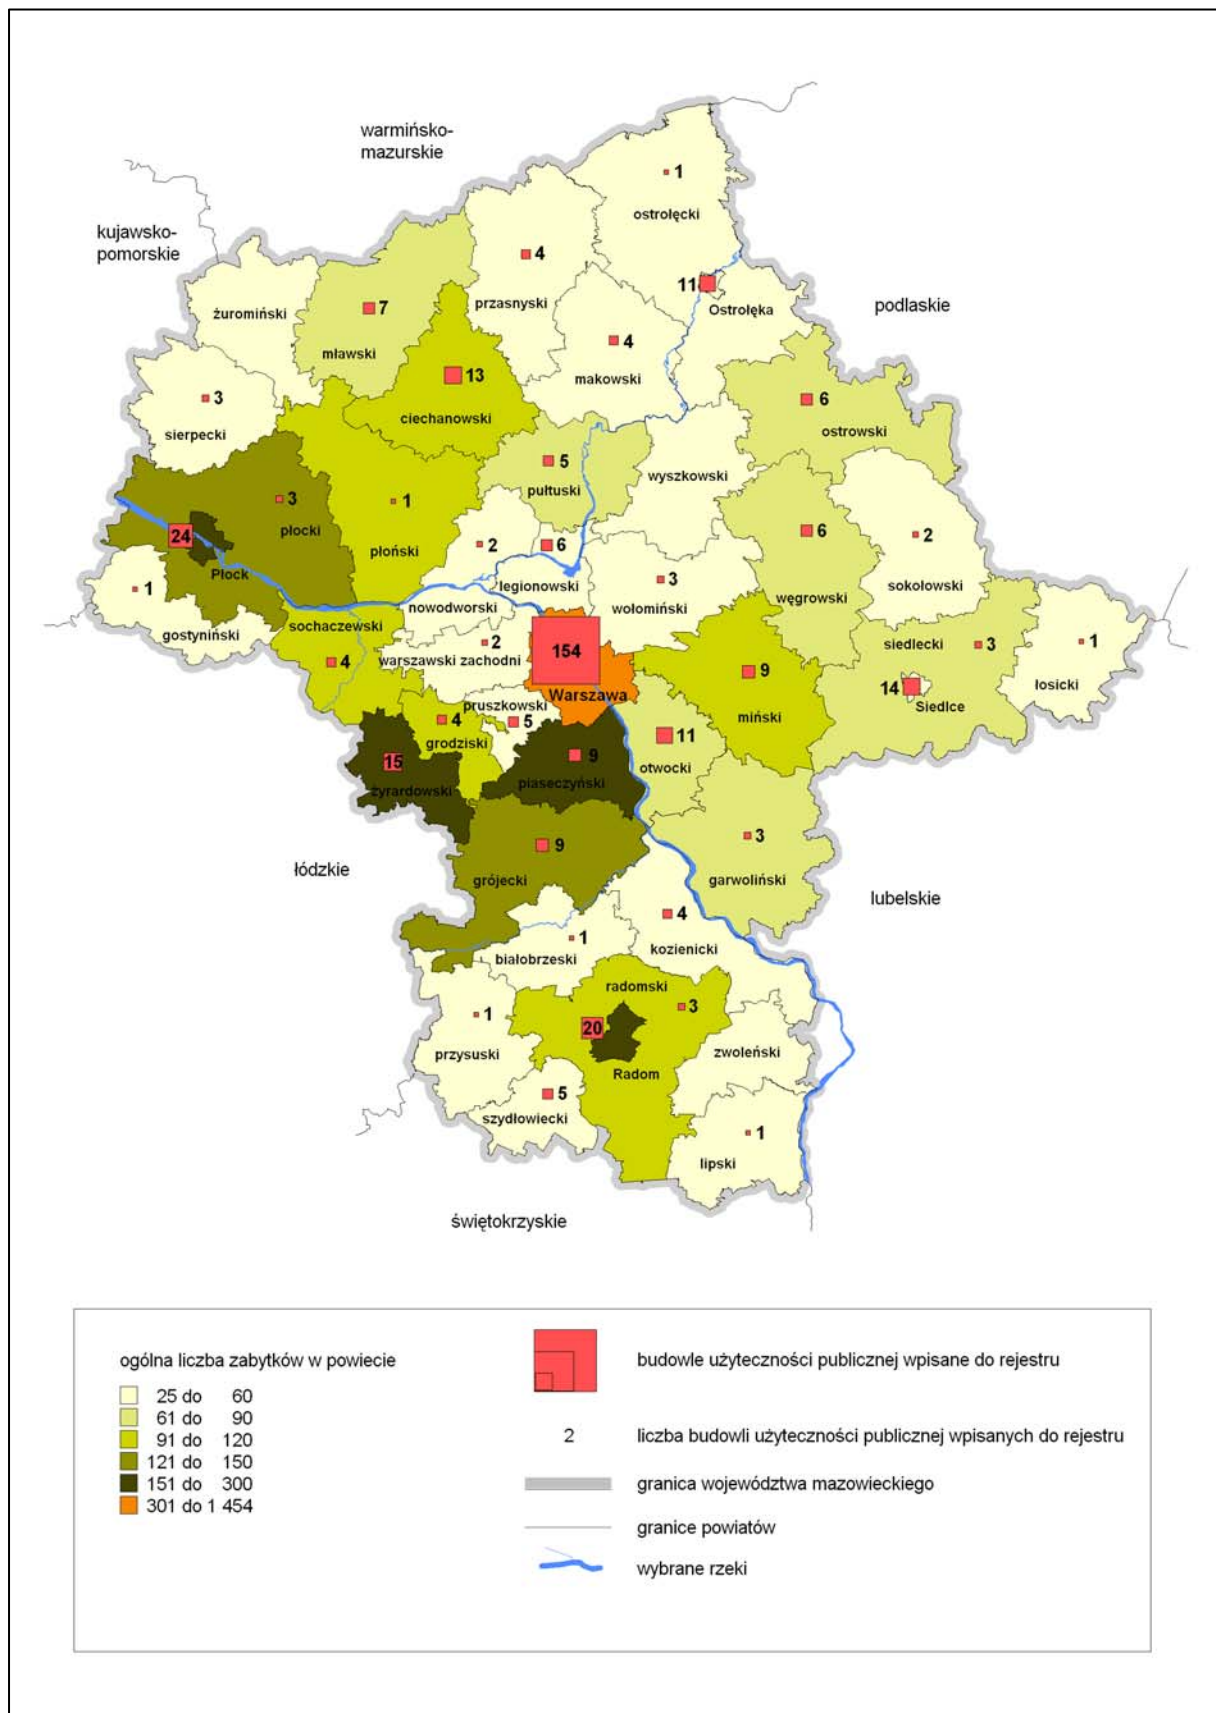 warmińsko-
mazurskie
kujawsko-
pomorskie
podlaskie
łódzkie
lubelskie
świętokrzyskie
1
ostrołęcki
4
przasnyski
11
Ostrołęka
żuromiński
7
mławski
4
makowski
13
ciechanowski
3
sierpecki
6
ostrowski
5
pułtuski
wyszkowski
3
płocki
1
płoński
24
Płock
2
nowodworski
6
legionowski
3
wołomiński
6
węgrowski
2
sokołowski
1
gostyniński
sochaczewski
4
2
warszawski zachodni
154
Warszawa
9
miński
siedlecki
3
14
Siedlce
1
łosicki
pruszkowski
5
4
grodziski
15
żyrardowski
9
piaseczyński
11
otwocki
9
grójecki
3
garwoliński
1
białobrzeski
4
kozienicki
radomski
3
20
Radom
1
przysuski
zwoleński
5
szydłowiecki
1
lipski
ogólna liczba zabytków w powiecie
25 do 60
61 do 90
91 do 120
121 do 150
151 do 300
301 do 1 454
budowle użyteczności publicznej wpisane do rejestru
2 liczba budowli użyteczności publicznej wpisanych do rejestru
granica województwa mazowieckiego
granice powiatów
wybrane rzeki